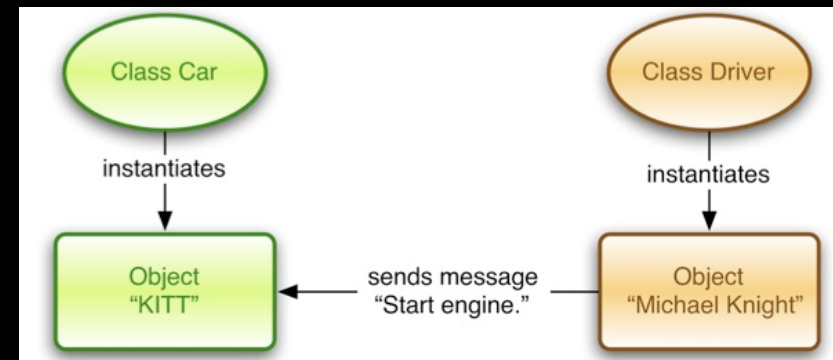 Class Car
Class Driver
instantiates
instantiates
Object
“KITT”
sends message
“Start engine.”
Object
“Michael Knight”